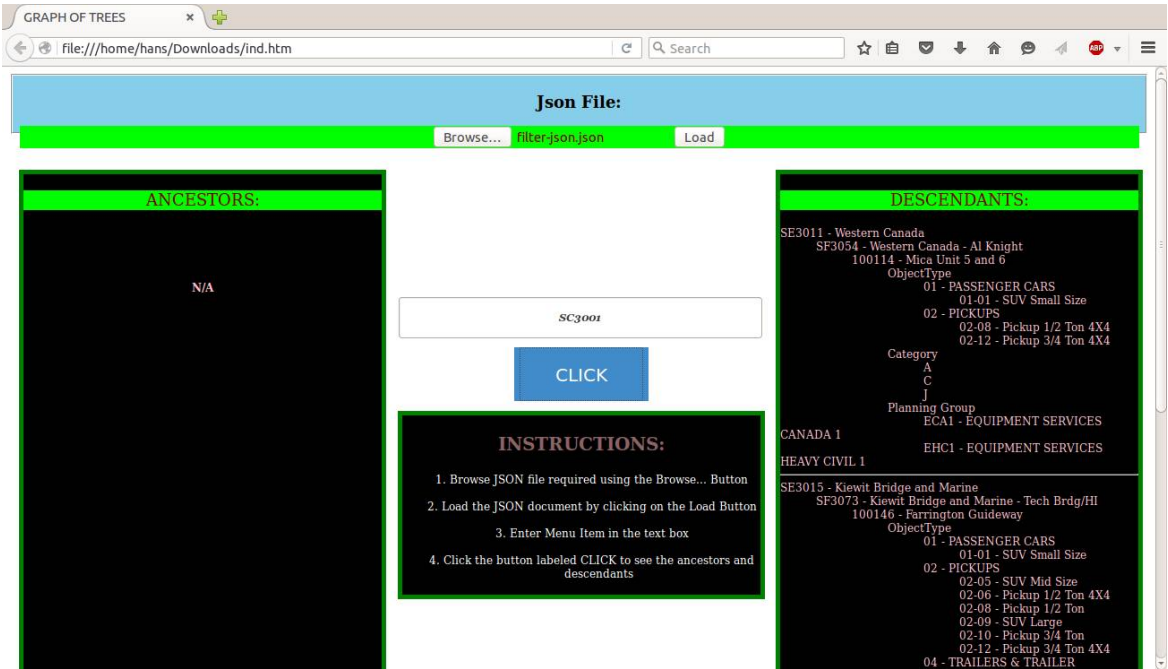 GRAPH OF TREES
file:///home/hans/Downloads/ind.htm
Search
ABP
Json File:
Browse... filter-json.json Load
ANCESTORS:
N/A
SC3001
CLICK
INSTRUCTIONS:
1. Browse JSON file required using the Browse... Button
2. Load the JSON document by clicking on the Load Button
3. Enter Menu Item in the text box
4. Click the button labeled CLICK to see the ancestors and
descendants
DESCENDANTS:
SE3011 - Western Canada
SF3054 - Western Canada - Al Knight
100114 - Mica Unit 5 and 6
ObjectType
01 - PASSENGER CARS
01-01 - SUV Small Size
02 - PICKUPS
02-08 - Pickup 1/2 Ton 4X4
02-12 - Pickup 3/4 Ton 4X4
Category
A
C
J
Planning Group
ECA1 - EQUIPMENT SERVICES
CANADA 1
EHC1 - EQUIPMENT SERVICES
HEAVY CIVIL 1
SE3015 - Kiewit Bridge and Marine
SF3073 - Kiewit Bridge and Marine - Tech Brdg/HI
100146 - Farrington Guideway
ObjectType
01 - PASSENGER CARS
01-01 - SUV Small Size
02 - PICKUPS
02-05 - SUV Mid Size
02-06 - Pickup 1/2 Ton 4X4
02-08 - Pickup 1/2 Ton
02-09 - SUV Large
02-10 - Pickup 3/4 Ton
02-12 - Pickup 3/4 Ton 4X4
04 - TRAILERS & TRAILER